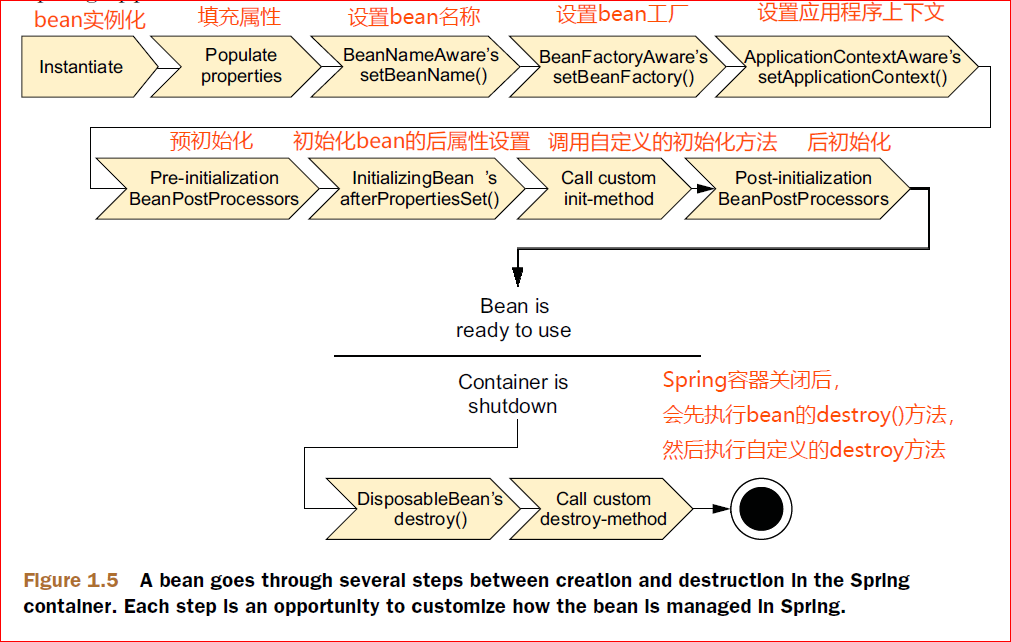 bean实例化
填充属性
设置bean名称
设置bean工厂
设置应用程序上下文
Instantiate
Populate
properties
BeanNameAware's
setBeanName()
BeanFactoryAware's
setBeanFactory()
ApplicationContextAware's
setApplicationContext()
预初始化
初始化bean的后属性设置
调用自定义的初始化方法
后初始化
Pre-initialization
BeanPostProcessors
InitializingBean 's
afterPropertiesSet()
Call custom
init-method
Post-initialization
BeanPostProcessors
Bean is
ready to use
Container is
shutdown
Spring容器关闭后，
会先执行bean的destroy()方法，
然后执行自定义的destroy方法
DisposableBean's
destroy()
Call custom
destroy-method
Figure 1.5 A bean goes through several steps between creation and destruction in the Spring
container. Each step is an opportunity to customize how the bean is managed in Spring.